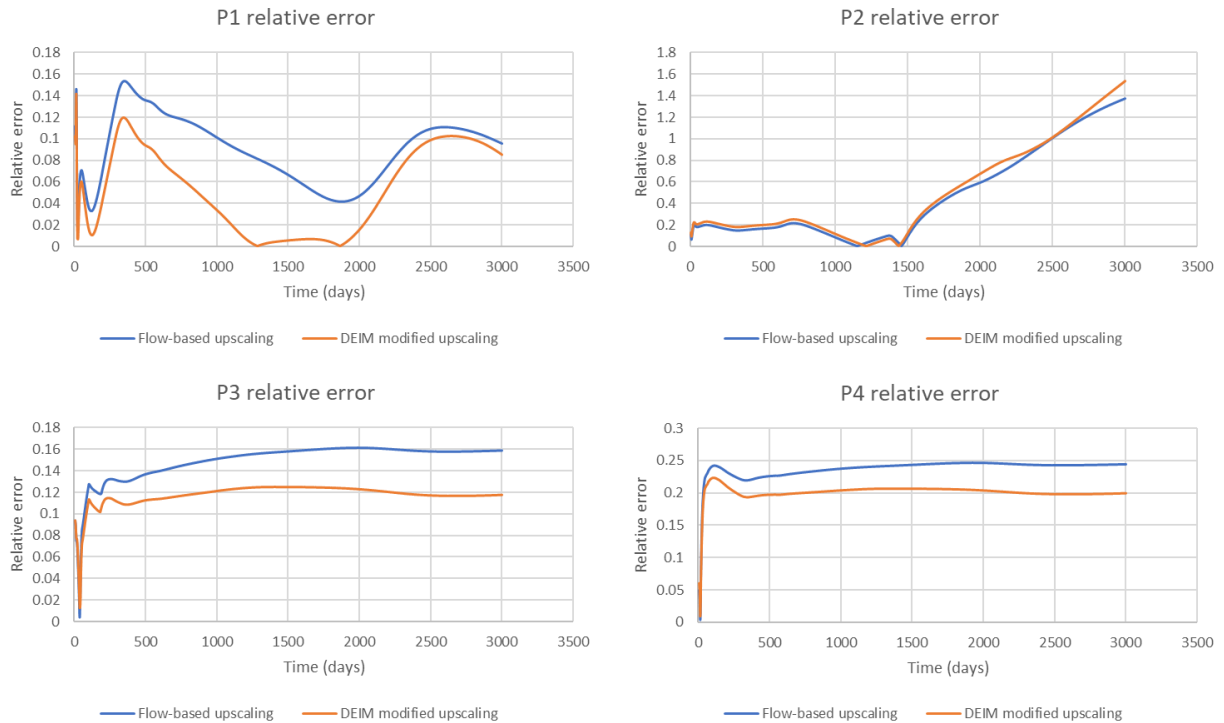 P1 relative error
0.18
0.16
0.14
0.12
0.1
0.08
0.06
0.04
0.02
0
Relative error
0 500 1000 1500 2000 2500 3000 3500
Time (days)
Flow-based upscaling DEIM modified upscaling
P2 relative error
1.8
1.6
1.4
1.2
1
0.8
0.6
0.4
0.2
0
Relative error
0 500 1000 1500 2000 2500 3000 3500
Time (days)
Flow-based upscaling DEIM modified upscaling
P3 relative error
0.18
0.16
0.14
0.12
0.1
0.08
0.06
0.04
0.02
0
Relative error
0 500 1000 1500 2000 2500 3000 3500
Time (days)
Flow-based upscaling DEIM modified upscaling
P4 relative error
0.3
0.25
0.2
0.15
0.1
0.05
0
Relative error
0 500 1000 1500 2000 2500 3000 3500
Time (days)
Flow-based upscaling DEIM modified upscaling